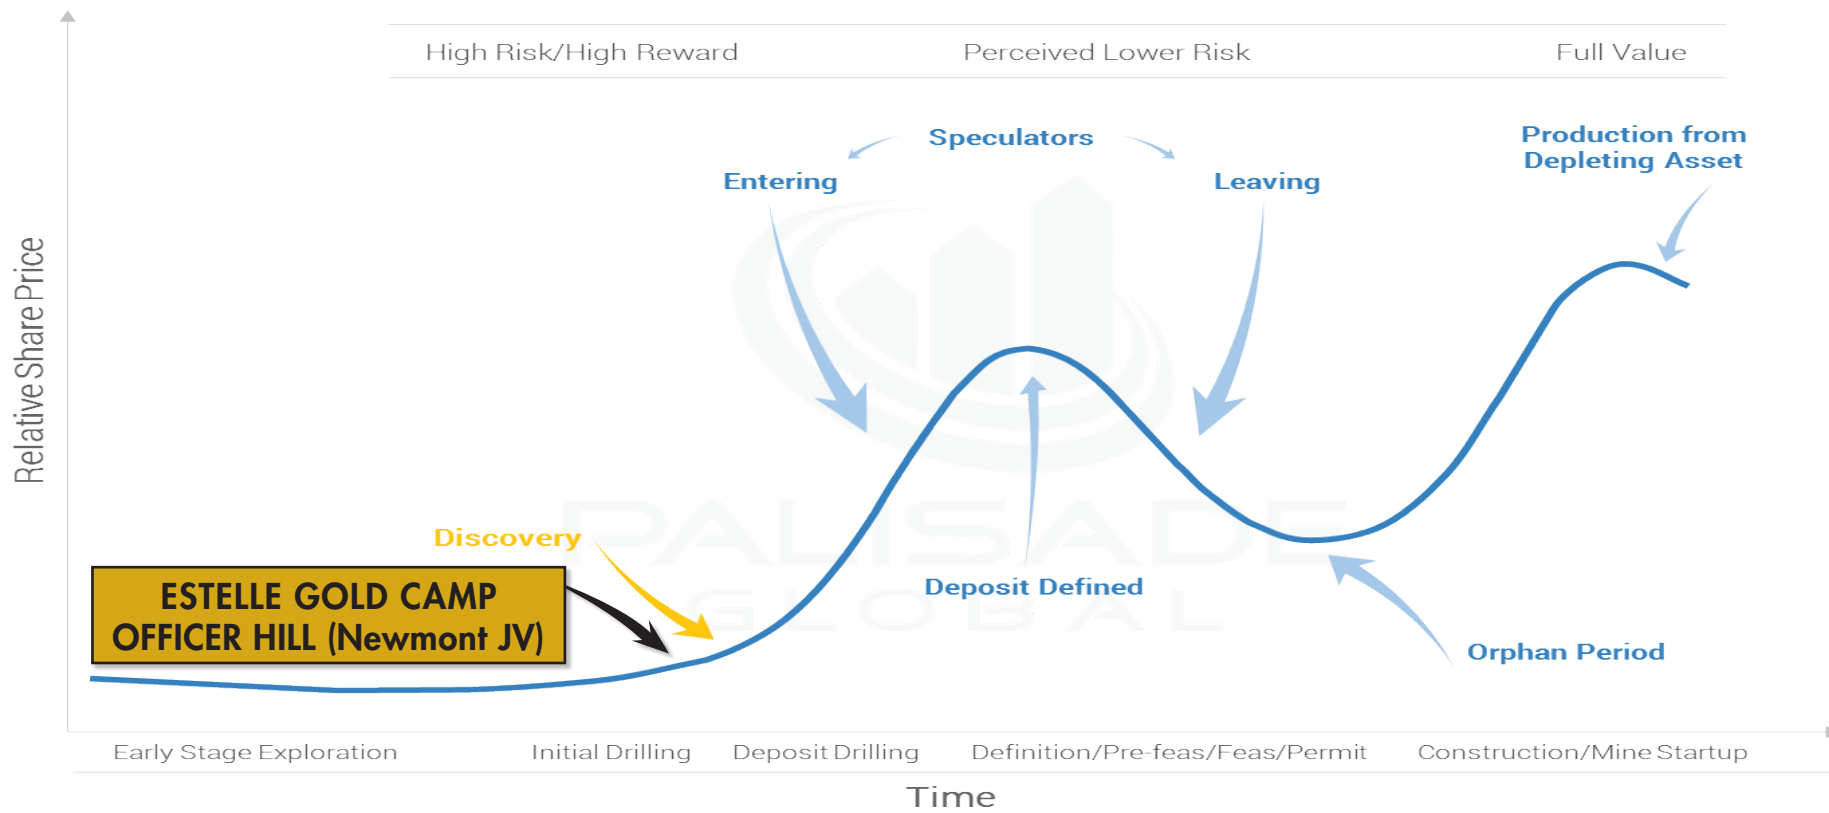 High Risk/High Reward
Perceived Lower Risk
Full Value
Speculators
Entering
Leaving
Production from
Depleting Asset
Relative Share Price
Discovery
ESTELLE GOLD CAMP
OFFICER HILL (Newmont JV)
Deposit Defined
Orphan Period
PALISADE
GLOBAL
Early Stage Exploration
Initial Drilling
Deposit Drilling
Definition/Pre-feas/Feas/Permit
Construction/Mine Startup
Time